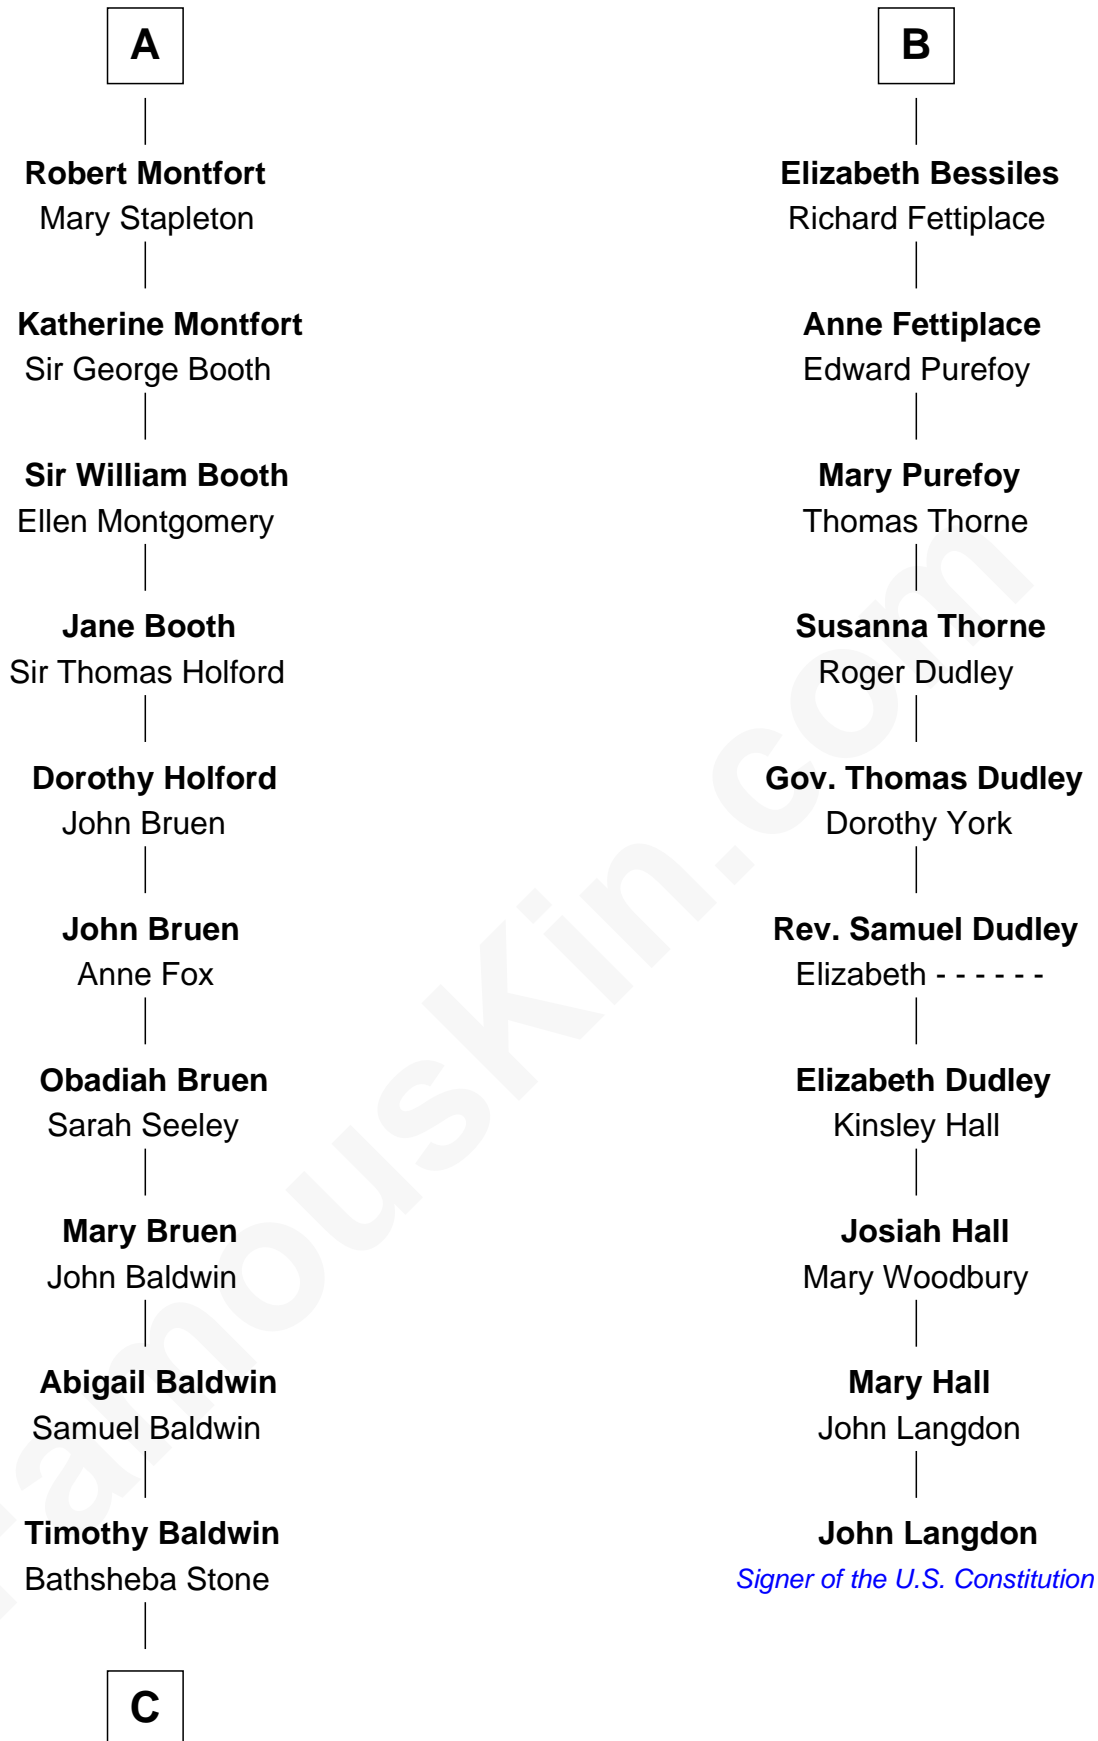 A
Robert Montfort
Mary Stapleton
Katherine Montfort
Sir George Booth
Sir William Booth
Ellen Montgomery
Jane Booth
Sir Thomas Holford
Dorothy Holford
John Bruen
John Bruen
Anne Fox
Obadiah Bruen
Sarah Seeley
Mary Bruen
John Baldwin
Abigail Baldwin
Samuel Baldwin
Timothy Baldwin
Bathsheba Stone
C
B
Elizabeth Bessiles
Richard Fettiplace
Anne Fettiplace
Edward Purefoy
Mary Purefoy
Thomas Thorne
Susanna Thorne
Roger Dudley
Gov. Thomas Dudley
Dorothy York
Rev. Samuel Dudley
Elizabeth - - - - - -
Elizabeth Dudley
Kinsley Hall
Josiah Hall
Mary Woodbury
Mary Hall
John Langdon
John Langdon
Signer of the U.S. Constitution
FamousKin.com